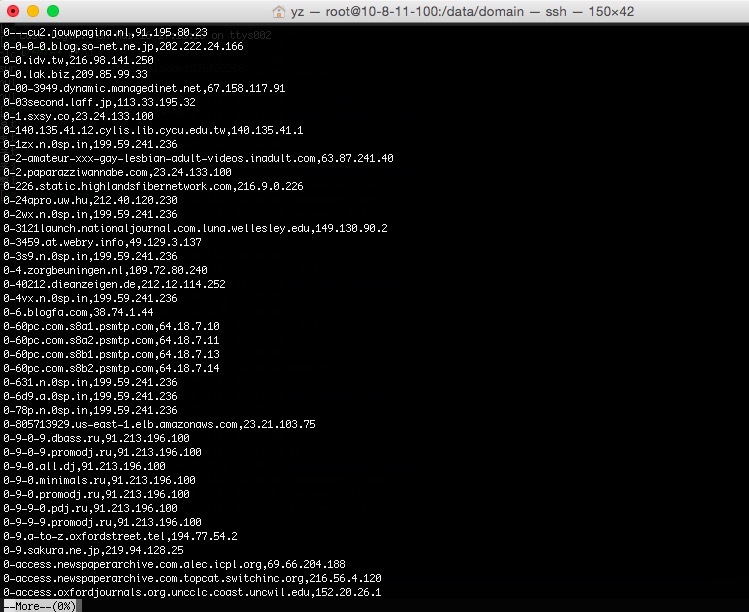 yz — root@10-8-11-100:/data/domain — ssh — 150×42
0---cu2.jouwpagina.nl,91.195.80.23 on ttys002
0-0-0-0.blog.so-net.ne.jp,202.222.24.166
0-0.idv.tw,216.98.141.250
0-0.lak.biz,209.85.99.33
0-00-3949.dynamic.managedinet.net,67.158.117.91
0-03second.laff.jp,113.33.195.32
0-1.sxsy.co,23.24.133.100
0-140.135.41.12.cylis.lib.cycu.edu.tw,140.135.41.1
0-1zx.n.0sp.in,199.59.241.236
0-2-amateur-xxx-gay-lesbian-adult-videos.inadult.com,63.87.241.40
0-2.paparazziwannabe.com,23.24.133.100
0-226.static.highlandsfibernetwork.com,216.9.0.226
0-24apro.uw.hu,212.40.120.230
0-2wx.n.0sp.in,199.59.241.236
0-3121launch.nationaljournal.com.luna.wellesley.edu,149.130.90.2
0-3459.at.webry.info,49.129.3.137
0-3s9.n.0sp.in,199.59.241.236
0-4.zorgbeuningen.nl,109.72.80.240
0-40212.dieanzeigen.de,212.12.114.252
0-4vx.n.0sp.in,199.59.241.236
0-6.blogfa.com,38.74.1.44
0-60pc.com.s8a1.psmtp.com,64.18.7.10
0-60pc.com.s8a2.psmtp.com,64.18.7.11
0-60pc.com.s8b1.psmtp.com,64.18.7.13
0-60pc.com.s8b2.psmtp.com,64.18.7.14
0-631.n.0sp.in,199.59.241.236
0-6d9.a.0sp.in,199.59.241.236
0-78p.n.0sp.in,199.59.241.236
0-805713929.us-east-1.elb.amazonaws.com,23.21.103.75
0-9-0-9.dbass.ru,91.213.196.100
0-9-0-9.promodj.ru,91.213.196.100
0-9-0.all.dj,91.213.196.100
0-9-0.minimals.ru,91.213.196.100
0-9-0.promodj.ru,91.213.196.100
0-9-9-0.pdj.ru,91.213.196.100
0-9-9-9.promodj.ru,91.213.196.100
0-9.a-to-z.oxfordstreet.tel,194.77.54.2
0-9.sakura.ne.jp,219.94.128.25
0-access.newspaperarchive.com.alec.icpl.org,69.66.204.188
0-access.newspaperarchive.com.topcat.switchinc.org,216.56.4.120
0-access.oxfordjournals.org.uncclc.coast.uncwil.edu,152.20.26.1
--More--(0%)